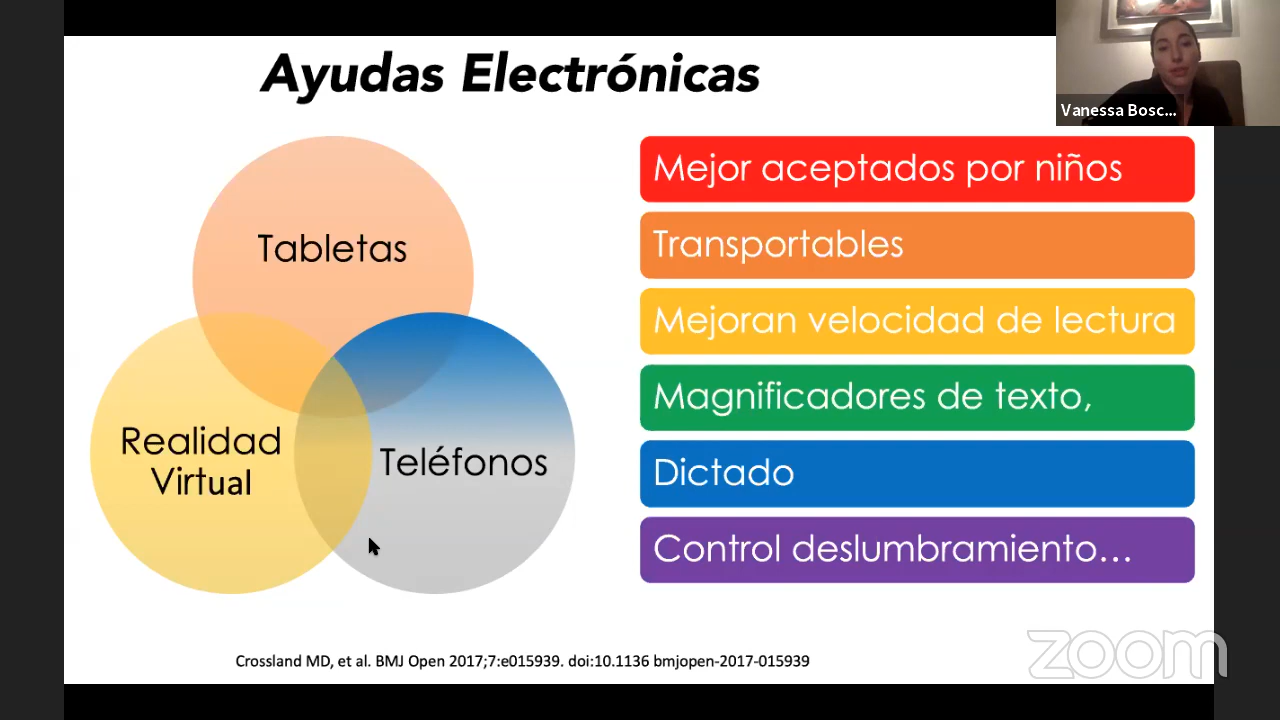 Ayudas Electrónicas
Vanessa Bosc...
Tabletas
Realidad
Virtual
Teléfonos
Mejor aceptados por niños
Transportables
Mejoran velocidad de lectura
Magnificadores de texto,
Dictado
Control deslumbramiento...
Crossland MD, et al. BMJ Open 2017;7:e015939. doi:10.1136 bmjopen-2017-015939
zoom